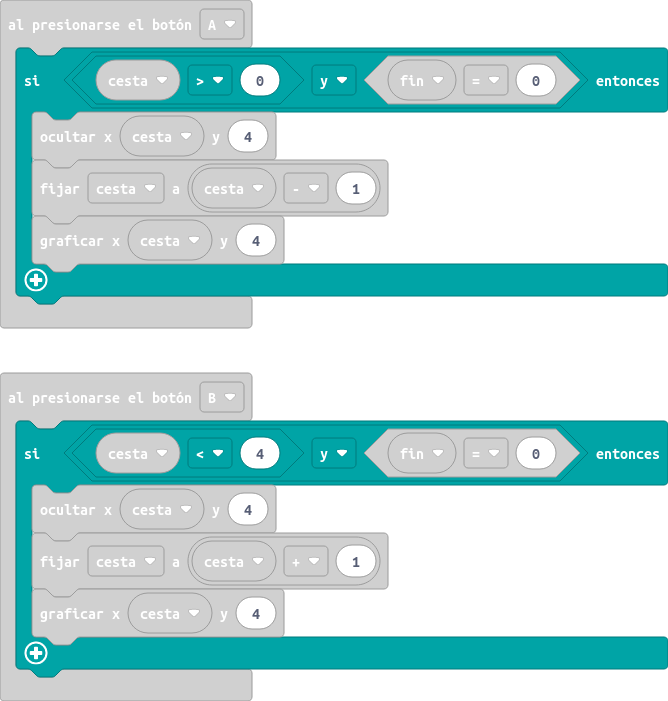 al presionarse el botón A
si cesta > 0 y fin = 0 entonces
ocultar x cesta y 4
fijar cesta a cesta - 1
graficar x cesta y 4
al presionarse el botón B
si cesta < 4 y fin = 0 entonces
ocultar x cesta y 4
fijar cesta a cesta + 1
graficar x cesta y 4